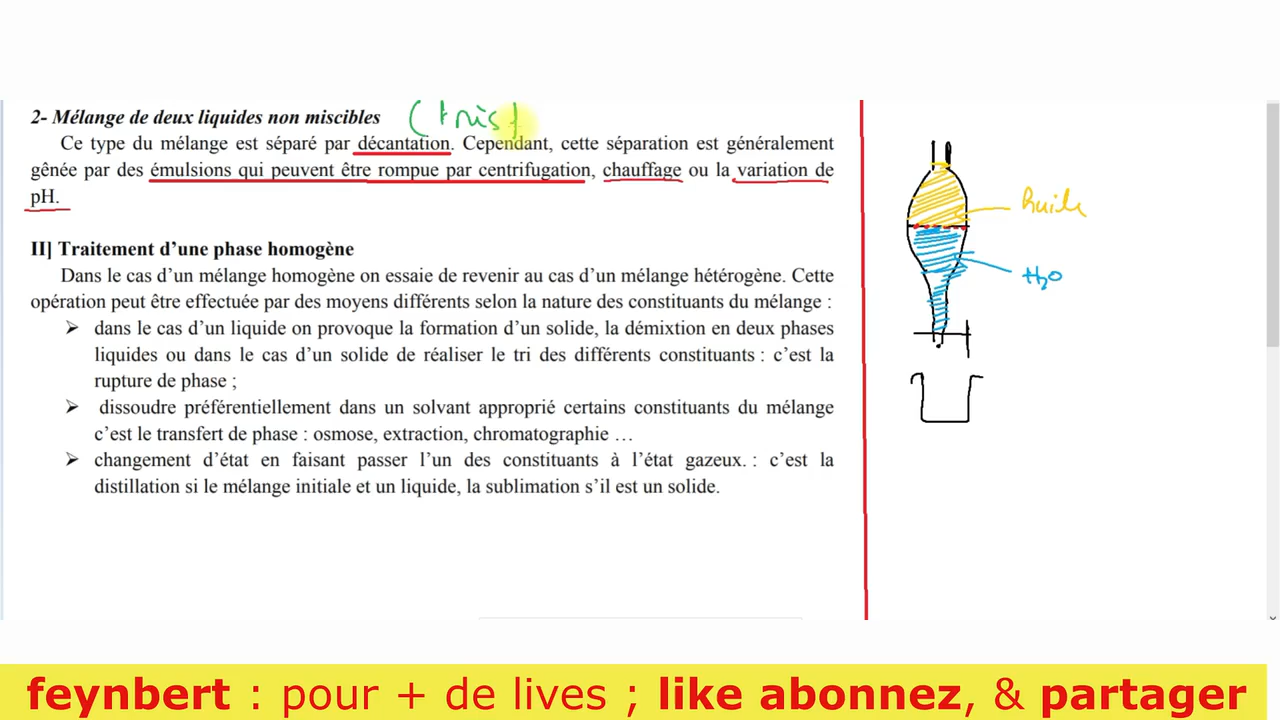 2- Mélange de deux liquides non miscibles
Ce type du mélange est séparé par décantation. Cependant, cette séparation est généralement
gênée par des émulsions qui peuvent être rompue par centrifugation, chauffage ou la variation de
pH.
II] Traitement d'une phase homogène
Dans le cas d'un mélange homogène on essaie de revenir au cas d'un mélange hétérogène. Cette
opération peut être effectuée par des moyens différents selon la nature des constituants du mélange :
➢ dans le cas d'un liquide on provoque la formation d'un solide, la démixtion en deux phases
liquides ou dans le cas d'un solide de réaliser le tri des différents constituants : c'est la
rupture de phase ;
➢ dissoudre préférentiellement dans un solvant approprié certains constituants du mélange
c'est le transfert de phase : osmose, extraction, chromatographie …
➢ changement d'état en faisant passer l'un des constituants à l'état gazeux. : c'est la
distillation si le mélange initiale et un liquide, la sublimation s'il est un solide.
huile
H2O
feynbert : pour + de lives ; like abonnez, & partager